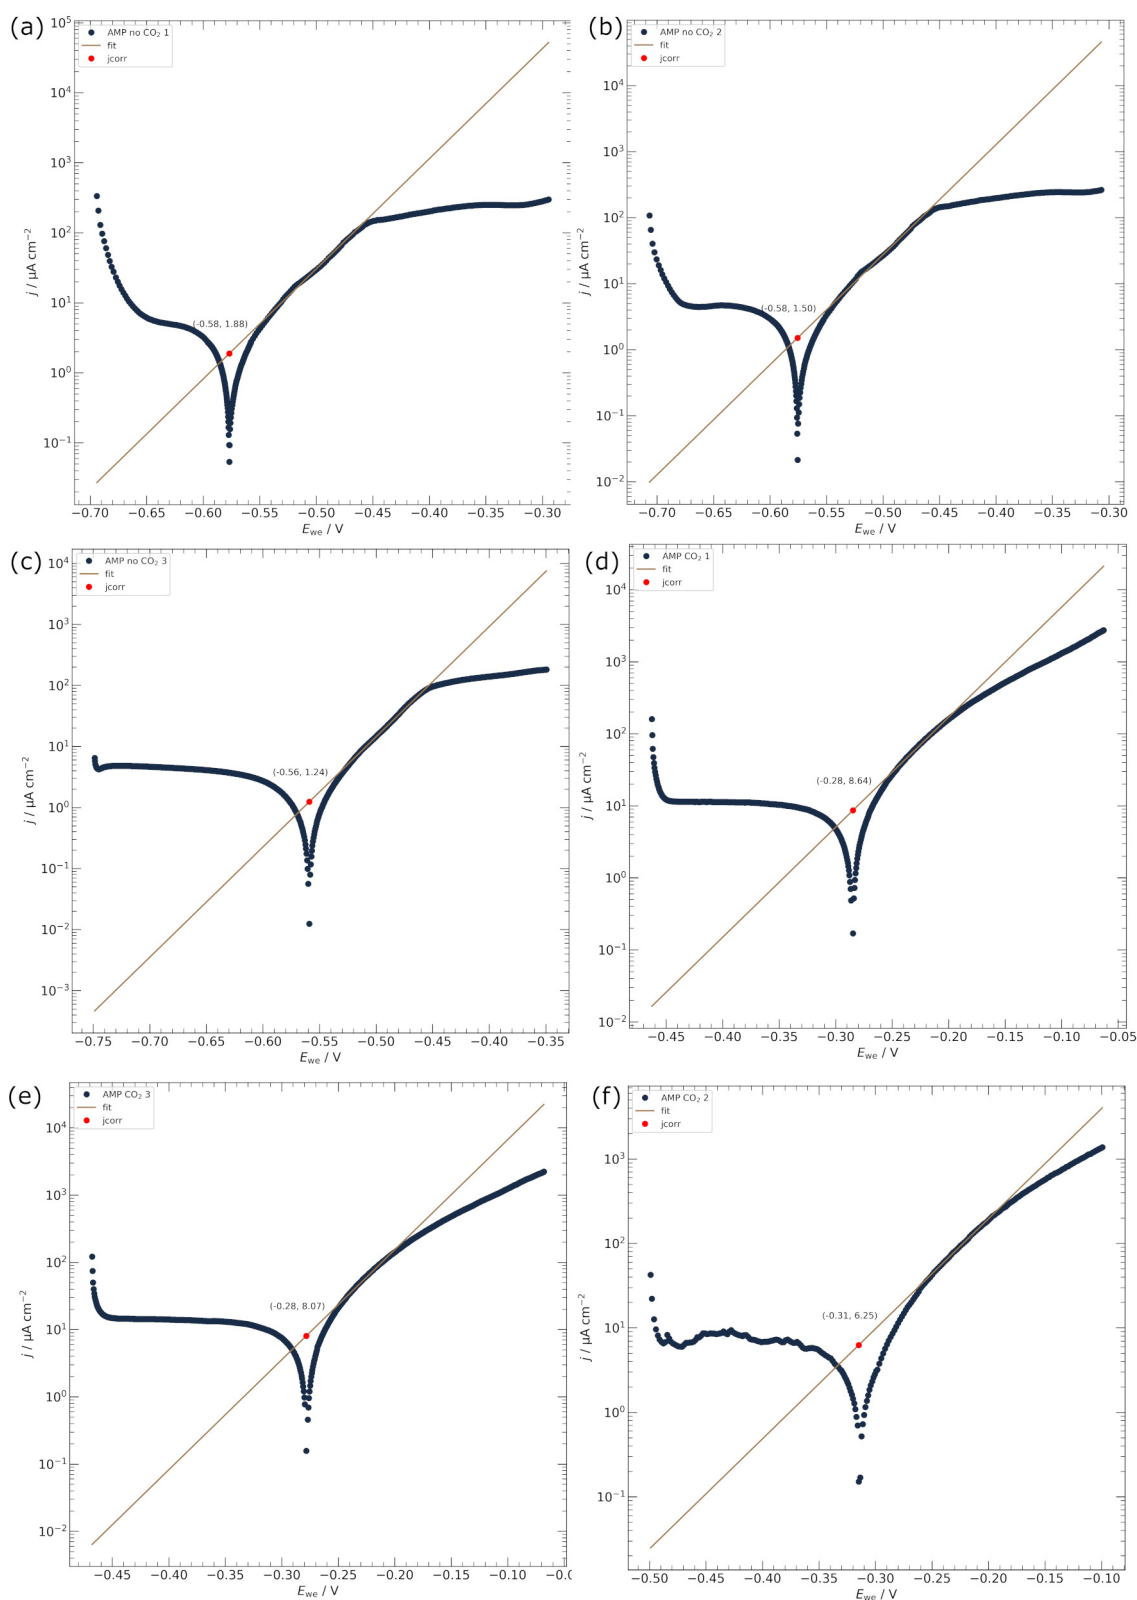 (a)
AMP no CO₂ 1
fit
jcorr
10⁵
10⁴
10³
10²
10¹
10⁰
10⁻¹
j / μA cm⁻²
(-0.58, 1.88)
−0.70 −0.65 −0.60 −0.55 −0.50 −0.45 −0.40 −0.35 −0.30
E_we / V
(b)
AMP no CO₂ 2
fit
jcorr
10⁴
10³
10²
10¹
10⁰
10⁻¹
10⁻²
j / μA cm⁻²
(-0.58, 1.50)
−0.70 −0.65 −0.60 −0.55 −0.50 −0.45 −0.40 −0.35 −0.30
E_we / V
(c)
AMP no CO₂ 3
fit
jcorr
10⁴
10³
10²
10¹
10⁰
10⁻¹
10⁻²
10⁻³
j / μA cm⁻²
(-0.56, 1.24)
−0.75 −0.70 −0.65 −0.60 −0.55 −0.50 −0.45 −0.40 −0.35
E_we / V
(d)
AMP CO₂ 1
fit
jcorr
10⁴
10³
10²
10¹
10⁰
10⁻¹
10⁻²
j / μA cm⁻²
(-0.28, 8.64)
−0.45 −0.40 −0.35 −0.30 −0.25 −0.20 −0.15 −0.10 −0.05
E_we / V
(e)
AMP CO₂ 3
fit
jcorr
10⁴
10³
10²
10¹
10⁰
10⁻¹
10⁻²
j / μA cm⁻²
(-0.28, 8.07)
−0.45 −0.40 −0.35 −0.30 −0.25 −0.20 −0.15 −0.10
E_we / V
(f)
AMP CO₂ 2
fit
jcorr
10³
10²
10¹
10⁰
10⁻¹
j / μA cm⁻²
(-0.31, 6.25)
−0.50 −0.45 −0.40 −0.35 −0.30 −0.25 −0.20 −0.15 −0.10
E_we / V